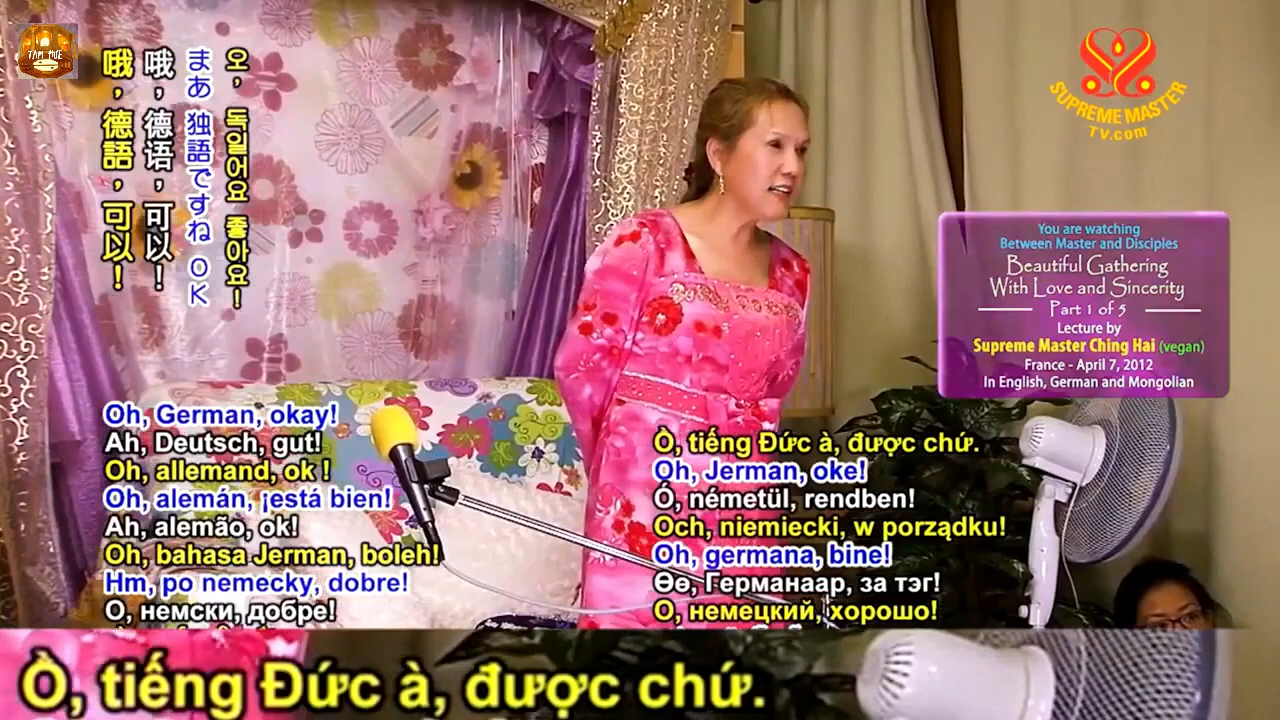 TAM THE
哦，德語，可以！
哦，德语，可以！
まあ 独語ですね OK
오, 독일어요 좋아요!
SUPREME MASTER
TV.com
You are watching
Between Master and Disciples
Beautiful Gathering
With Love and Sincerity
Part 1 of 5
Lecture by
Supreme Master Ching Hai (vegan)
France - April 7, 2012
In English, German and Mongolian
Oh, German, okay!
Ah, Deutsch, gut!
Oh, allemand, ok !
Oh, alemán, ¡está bien!
Ah, alemão, ok!
Oh, bahasa Jerman, boleh!
Hm, po nemecky, dobre!
О, немски, добре!
Ồ, tiếng Đức à, được chứ.
Oh, Jerman, oke!
Ó, németül, rendben!
Och, niemiecki, w porządku!
Oh, germana, bine!
Өө, Германаар, за тэг!
О, немецкий, хорошо!
Ồ, tiếng Đức à, được chứ.